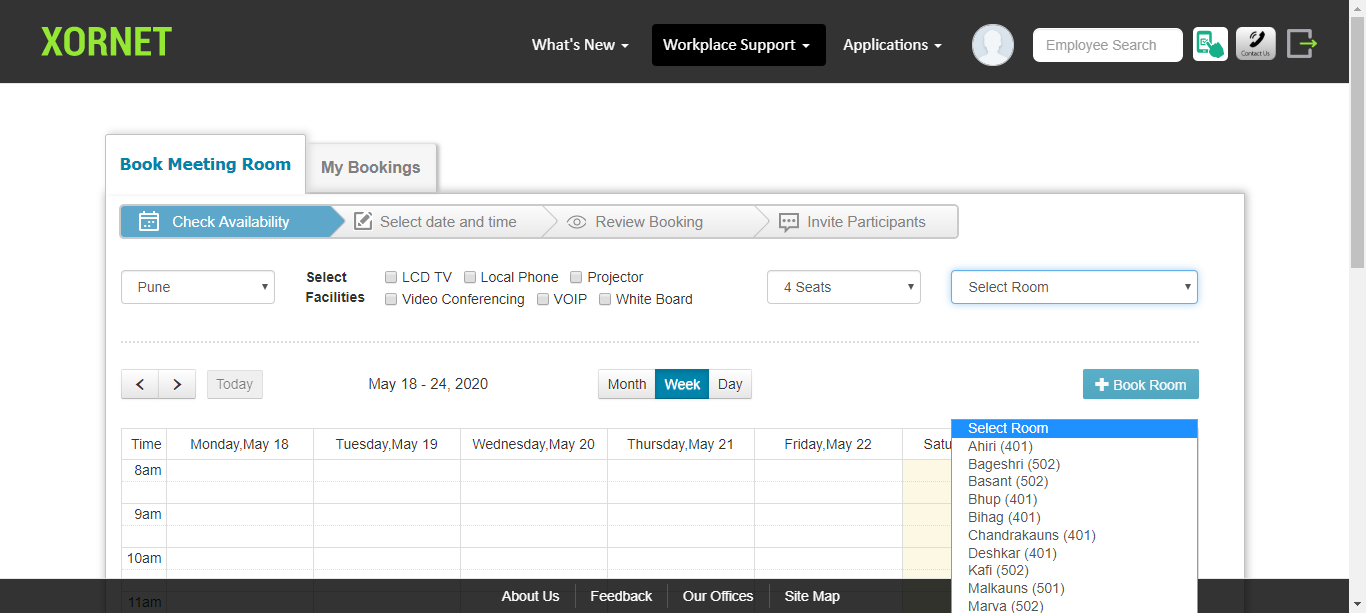 XORNET
What's New
Workplace Support
Applications
Employee Search
Contact Us
Book Meeting Room
My Bookings
Check Availability
Select date and time
Review Booking
Invite Participants
Pune
Select
Facilities
LCD TV Local Phone Projector
Video Conferencing VOIP White Board
4 Seats
Select Room
Today
May 18 - 24, 2020
Month Week Day
Book Room
Time Monday,May 18 Tuesday,May 19 Wednesday,May 20 Thursday,May 21 Friday,May 22 Satu
8am
9am
10am
11am
Select Room
Ahiri (401)
Bageshri (502)
Basant (502)
Bhup (401)
Bihag (401)
Chandrakauns (401)
Deshkar (401)
Kafi (502)
Malkauns (501)
Marva (502)
About Us Feedback Our Offices Site Map